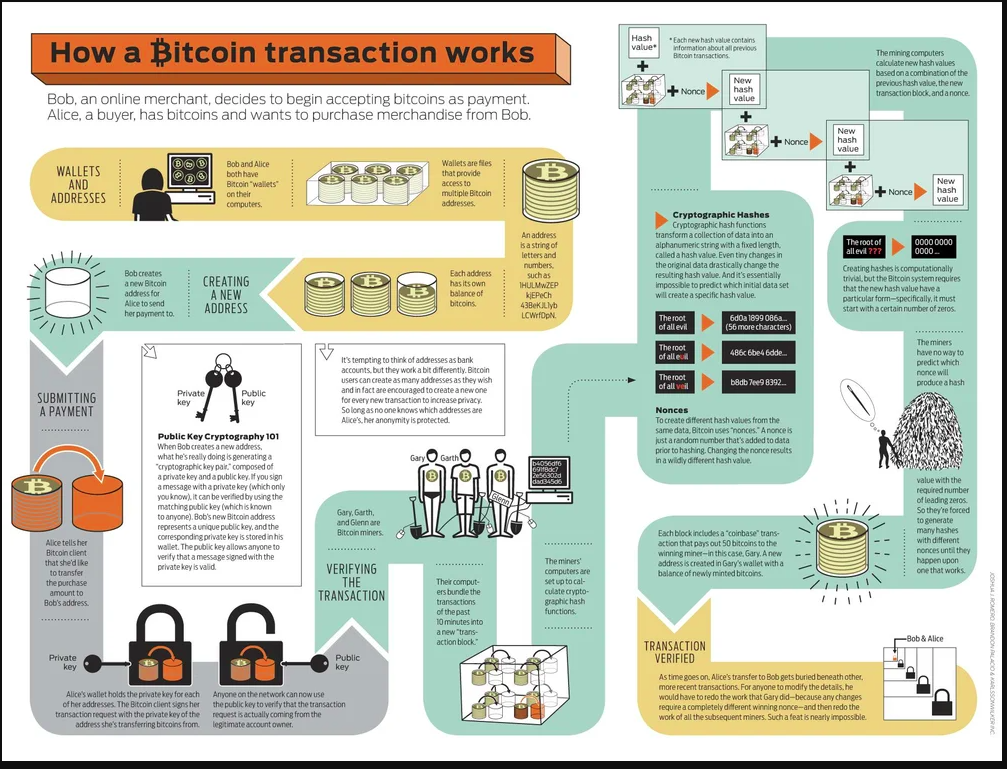 How a Bitcoin transaction works
Bob, an online merchant, decides to begin accepting bitcoins as payment.
Alice, a buyer, has bitcoins and wants to purchase merchandise from Bob.
WALLETS
AND
ADDRESSES
Bob and Alice
both have
Bitcoin "wallets"
on their
computers.
Wallets are files
that provide
access to
multiple Bitcoin
addresses.
An address
is a string of
letters and
numbers,
such as
1HULMwZEP
kjEPeCh
43BeKJL1yb
LCWrfDpN.
Each address
has its own
balance of
bitcoins.
CREATING
A NEW
ADDRESS
Bob creates
a new Bitcoin
address for
Alice to send
her payment to.
SUBMITTING
A PAYMENT
Alice tells her
Bitcoin client
that she'd like
to transfer
the purchase
amount to
Bob's address.
Private
key
Public
key
Public Key Cryptography 101
When Bob creates a new address,
what he's really doing is generating a
"cryptographic key pair," composed of
a private key and a public key. If you sign
a message with a private key (which only
you know), it can be verified by using the
matching public key (which is known
to anyone). Bob's new Bitcoin address
represents a unique public key, and the
corresponding private key is stored in his
wallet. The public key allows anyone to
verify that a message signed with the
private key is valid.
It's tempting to think of addresses as bank
accounts, but they work a bit differently. Bitcoin
users can create as many addresses as they wish
and in fact are encouraged to create a new one
for every new transaction to increase privacy.
So long as no one knows which addresses are
Alice's, her anonymity is protected.
Private
key
Alice's wallet holds the private key for each
of her addresses. The Bitcoin client signs her
transaction request with the private key of the
address she's transferring bitcoins from.
Public
key
Anyone on the network can now use
the public key to verify that the transaction
request is actually coming from the
legitimate account owner.
VERIFYING
THE
TRANSACTION
Gary, Garth,
and Glenn are
Bitcoin miners.
Gary
Garth
Glenn
b4056df6
691f8dc7
2e56302d
dad345d6
Their comput-
ers bundle the
transactions
of the past
10 minutes into
a new "trans-
action block."
The miners'
computers are
set up to cal-
culate crypto-
graphic hash
functions.
Cryptographic Hashes
Cryptographic hash functions
transform a collection of data into an
alphanumeric string with a fixed length,
called a hash value. Even tiny changes in
the original data drastically change the
resulting hash value. And it's essentially
impossible to predict which initial data set
will create a specific hash value.
The root
of all evil
6d0a 1899 086a...
(56 more characters)
The root
of all evil
486c 6be4 6dde...
The root
of all veil
b8db 7ee9 8392...
Nonces
To create different hash values from the
same data, Bitcoin uses "nonces." A nonce is
just a random number that's added to data
prior to hashing. Changing the nonce results
in a wildly different hash value.
Hash
value*
* Each new hash value contains
information about all previous
Bitcoin transactions.
+
+ Nonce
New
hash
value
+
+ Nonce
New
hash
value
+
+ Nonce
New
hash
value
The mining computers
calculate new hash values
based on a combination of the
previous hash value, the new
transaction block, and a nonce.
The root of
all evil ???
0000 0000
0000 ...
Creating hashes is computationally
trivial, but the Bitcoin system requires
that the new hash value have a
particular form—specifically, it must
start with a certain number of zeros.
The miners
have no way to
predict which
nonce will
produce a hash
value with the
required number
of leading zeros.
So they're forced
to generate
many hashes
with different
nonces until they
happen upon
one that works.
Each block includes a "coinbase" trans-
action that pays out 50 bitcoins to the
winning miner—in this case, Gary. A new
address is created in Gary's wallet with a
balance of newly minted bitcoins.
TRANSACTION
VERIFIED
As time goes on, Alice's transfer to Bob gets buried beneath other,
more recent transactions. For anyone to modify the details, he
would have to redo the work that Gary did—because any changes
require a completely different winning nonce—and then redo the
work of all the subsequent miners. Such a feat is nearly impossible.
Bob & Alice